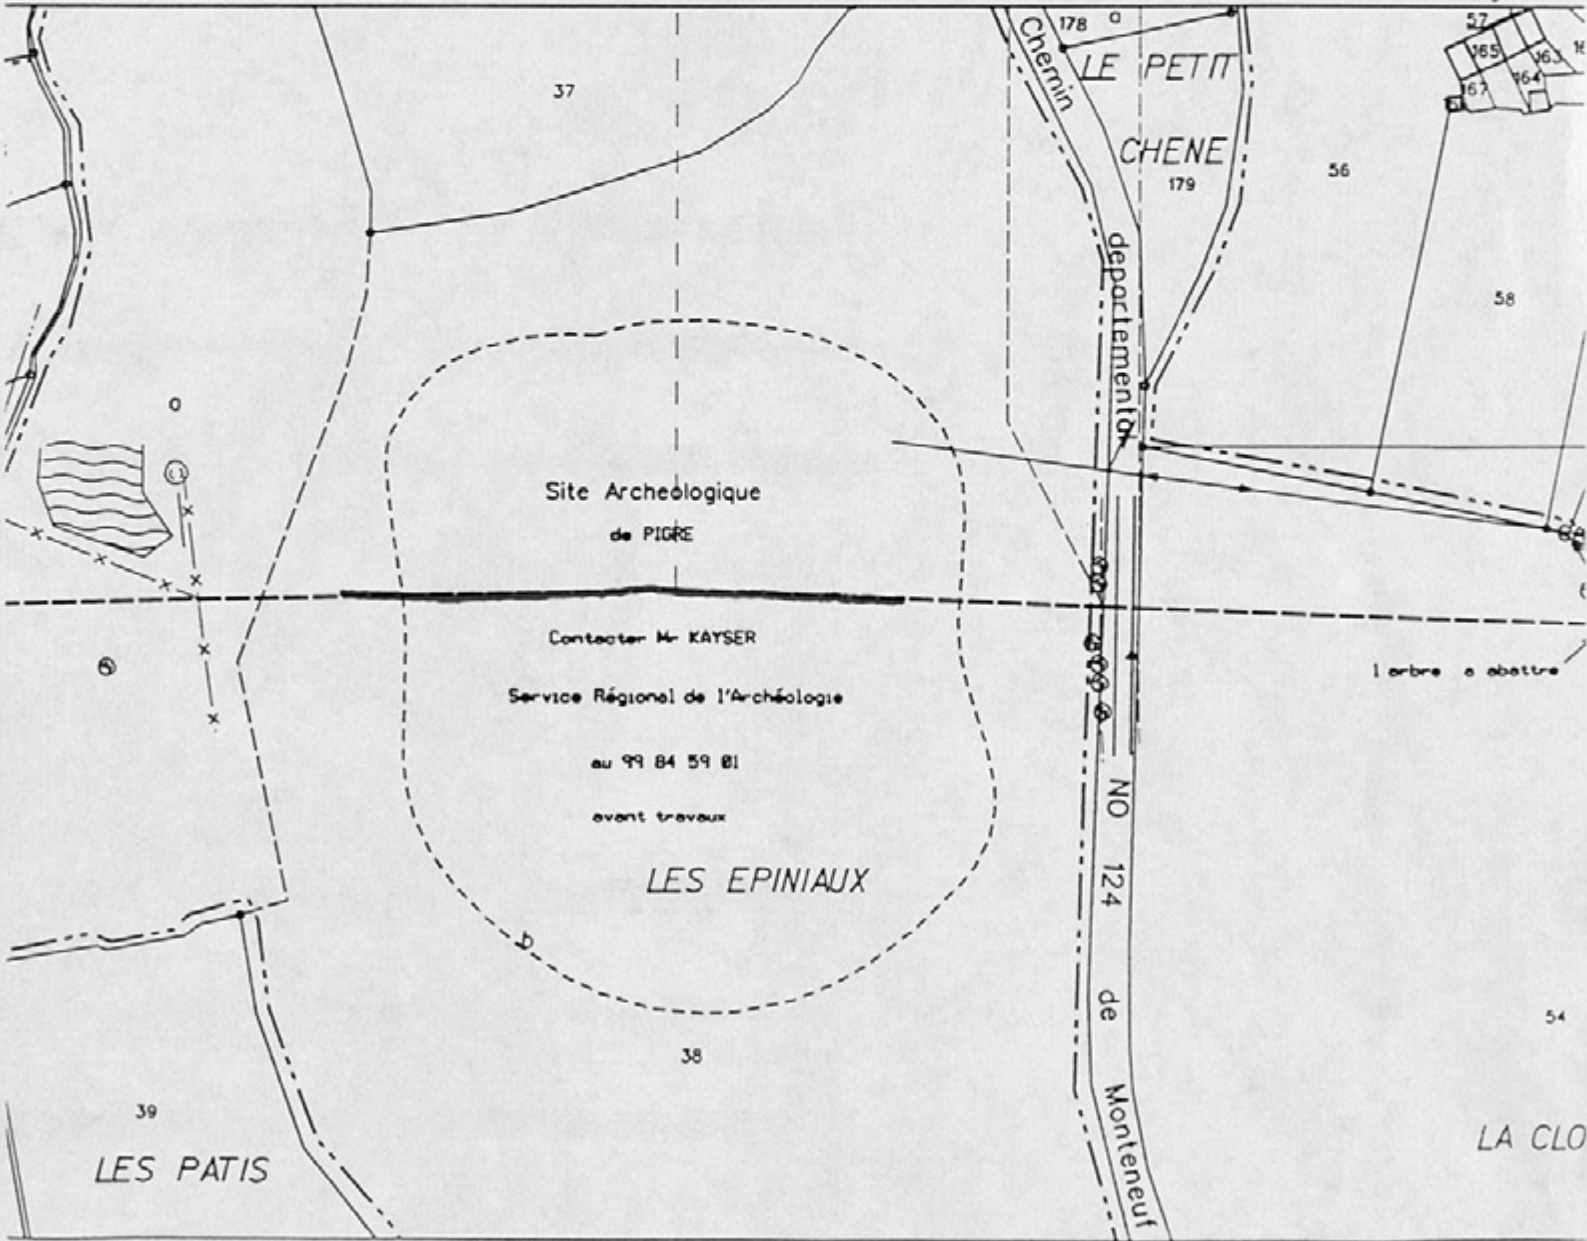 57
178
a
165
163
LE PETIT
164
167
37
CHENE
56
179
58
a
Site Archeologique
de PIGRE
Contacter Mr KAYSER
1 arbre a abattre
Service Régional de l'Archéologie
au 99 84 59 01
avant travaux
LES EPINIAUX
b
Chemin departemental NO 124 de Monteneuf
54
38
39
LES PATIS
LA CLO